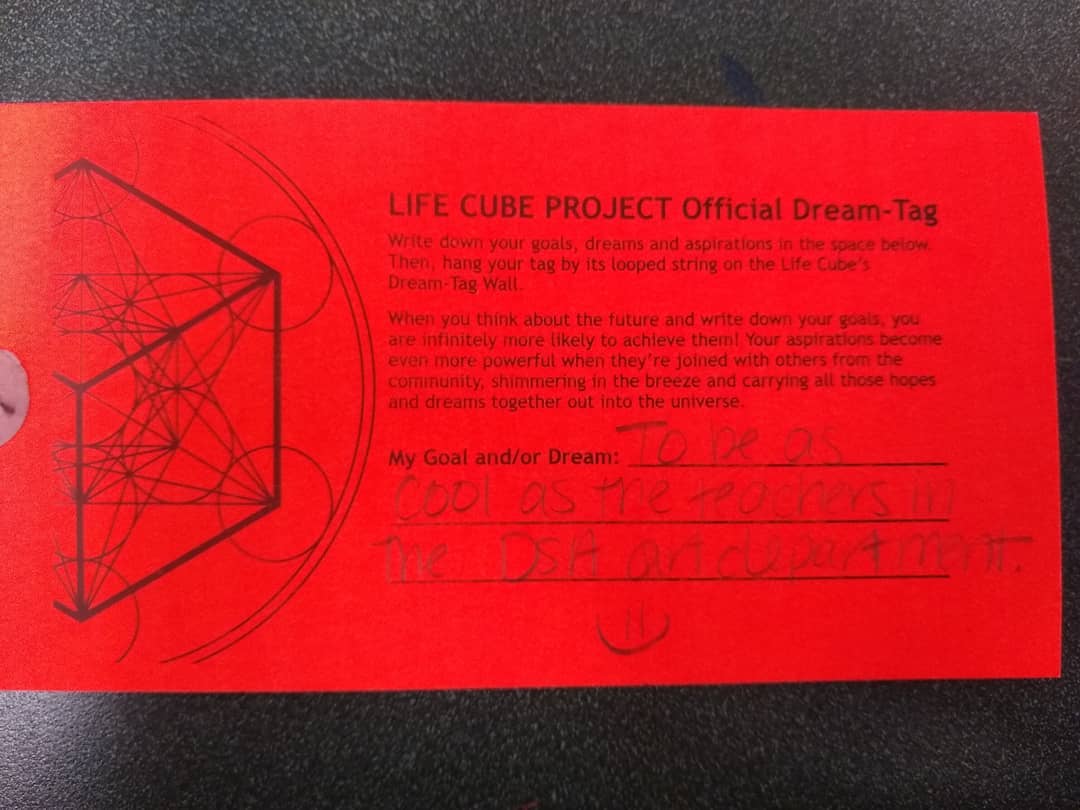 LIFE CUBE PROJECT Official Dream-Tag
Write down your goals, dreams and aspirations in the space below.
Then, hang your tag by its looped string on the Life Cube's
Dream-Tag Wall.
When you think about the future and write down your goals, you
are infinitely more likely to achieve them! Your aspirations become
even more powerful when they're joined with others from the
community, shimmering in the breeze and carrying all those hopes
and dreams together out into the universe.
My Goal and/or Dream: To be as
cool as the teachers in
the DSA art department.